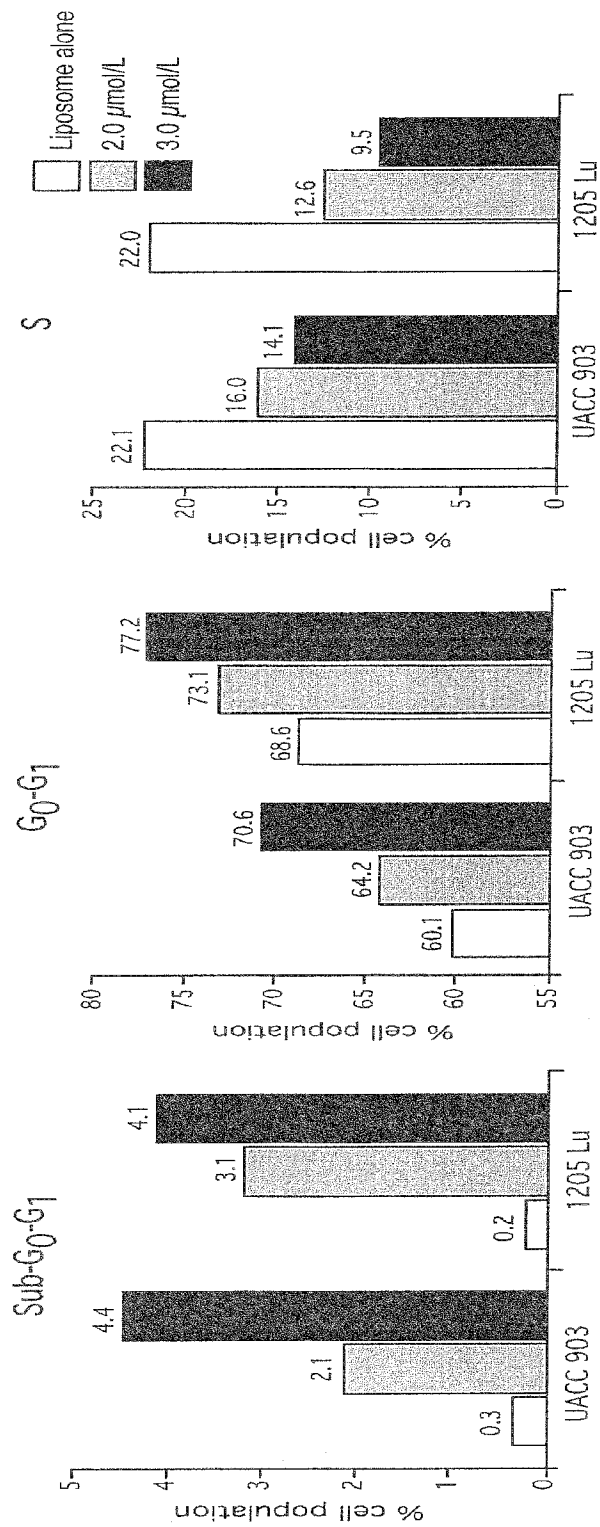 Sub-G0-G1
% cell population
5
4
3
2
1
0
0.3
2.1
4.4
0.2
3.1
4.1
UACC 903
1205 Lu
G0-G1
% cell population
80
75
70
65
60
55
60.1
64.2
70.6
68.6
73.1
77.2
UACC 903
1205 Lu
S
% cell population
25
20
15
10
5
0
22.1
16.0
14.1
22.0
12.6
9.5
UACC 903
1205 Lu
Liposome alone
2.0 μmol/L
3.0 μmol/L